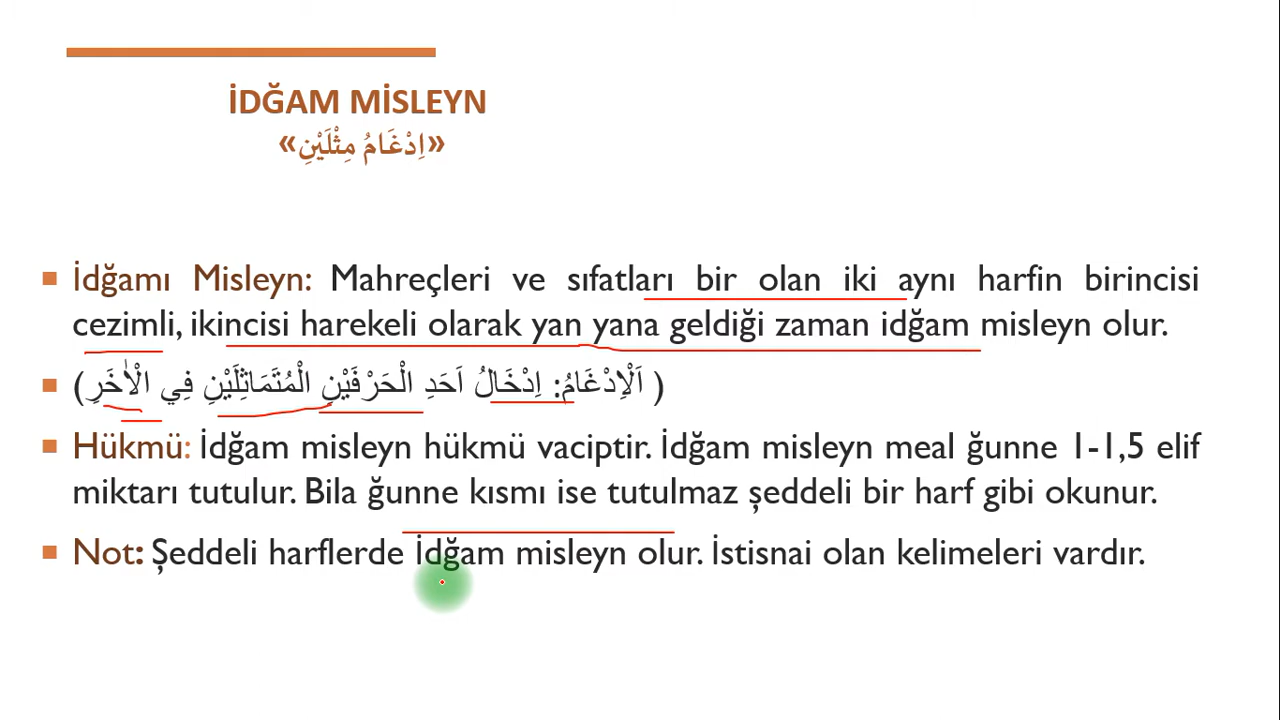 İDĞAM MİSLEYN
«اِدْغَامُ مِثْلَيْنِ»
İdğamı Misleyn: Mahreçleri ve sıfatları bir olan iki aynı harfin birincisi
cezimli, ikincisi harekeli olarak yan yana geldiği zaman idğam misleyn olur.
( اَلْاِدْغَامُ: اِدْخَالُ اَحَدِ الْحَرْفَيْنِ الْمُتَمَاثِلَيْنِ فِي الْاٰخَرِ)
Hükmü: İdğam misleyn hükmü vaciptir. İdğam misleyn meal ğunne 1-1,5 elif
miktarı tutulur. Bila ğunne kısmı ise tutulmaz şeddeli bir harf gibi okunur.
Not: Şeddeli harflerde İdğam misleyn olur. İstisnai olan kelimeleri vardır.